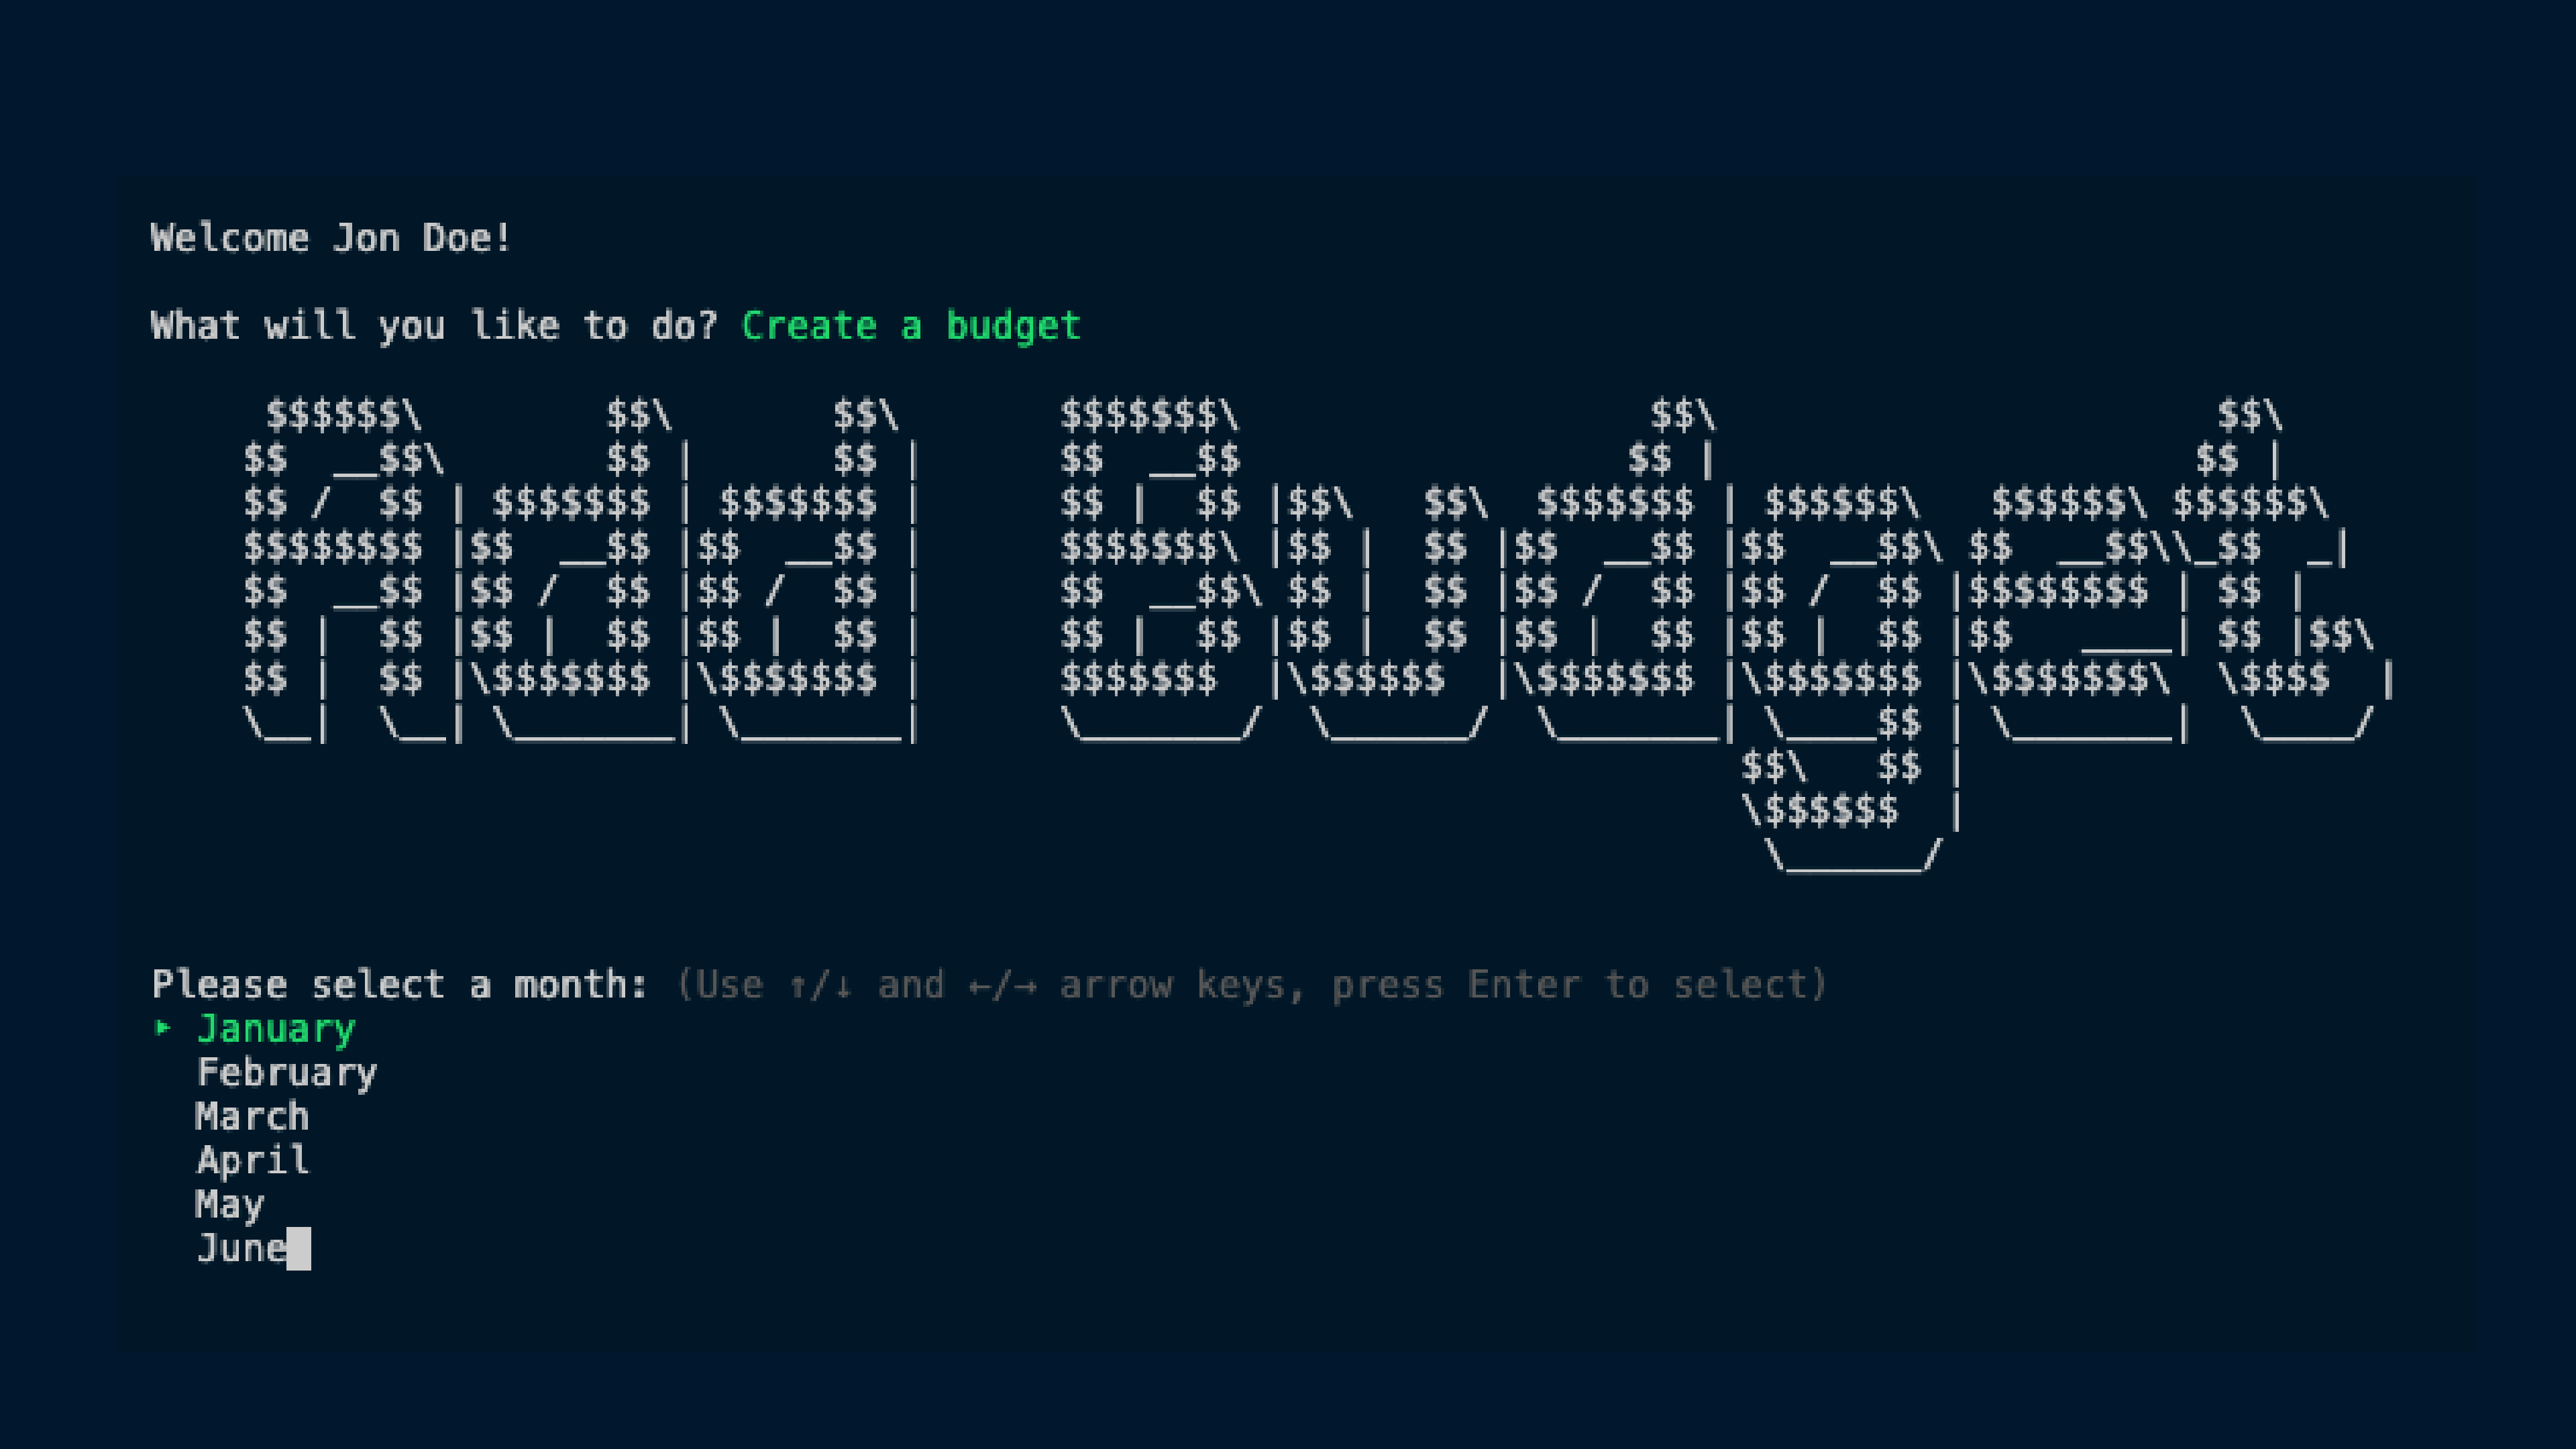 Welcome Jon Doe!
What will you like to do? Create a budget
Add Budget
Please select a month: (Use ↑/↓ and ←/→ arrow keys, press Enter to select)
‣ January
February
March
April
May
June